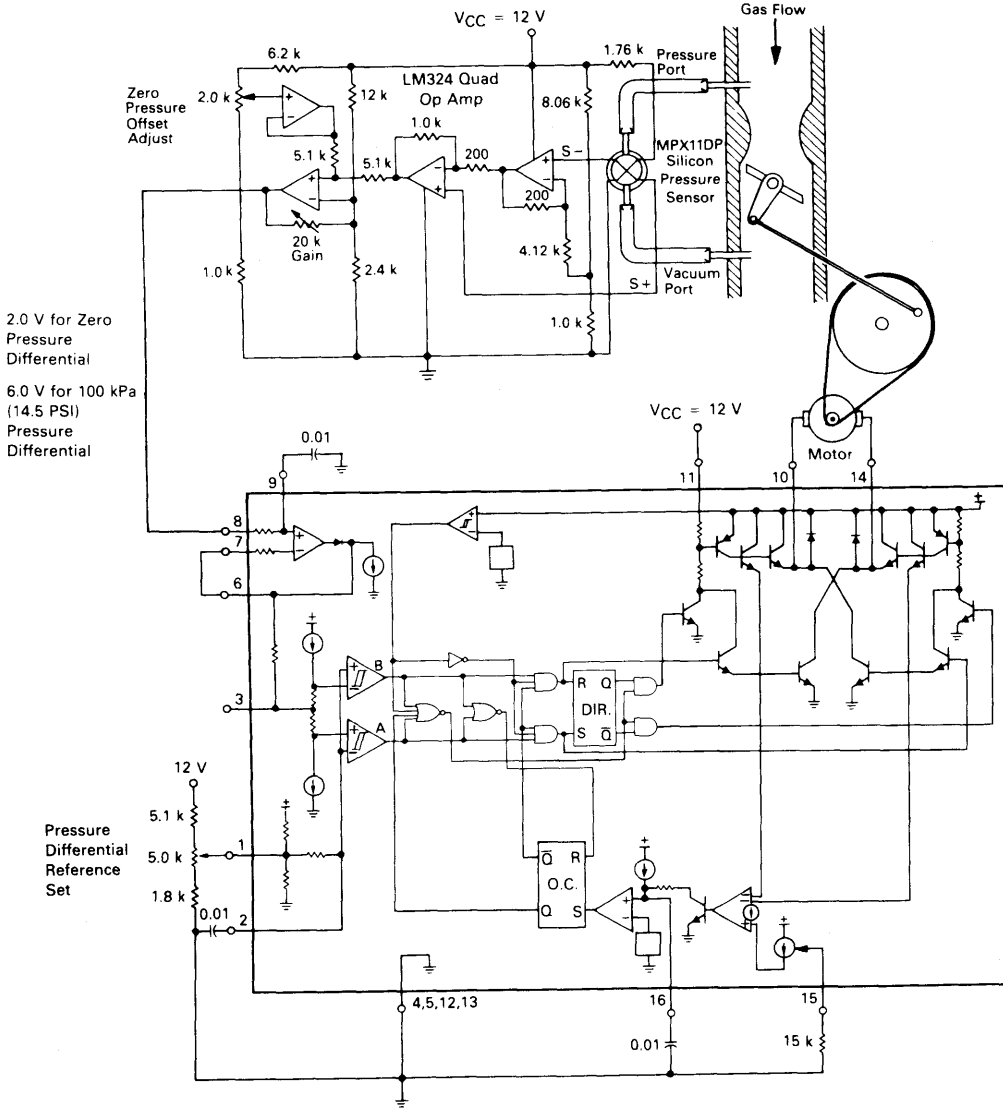 Gas Flow
V_CC = 12 V
6.2 k
1.76 k
Pressure
Port
LM324 Quad
Op Amp
Zero
Pressure
Offset
Adjust
2.0 k
12 k
8.06 k
1.0 k
5.1 k
5.1 k
200
S−
MPX11DP
Silicon
Pressure
Sensor
200
20 k
Gain
4.12 k
1.0 k
2.4 k
S+
Vacuum
Port
1.0 k
2.0 V for Zero
Pressure
Differential
6.0 V for 100 kPa
(14.5 PSI)
Pressure
Differential
V_CC = 12 V
Motor
0.01
9
11
10
14
8
7
6
3
B
A
R
Q
DIR.
S
Q̅
12 V
5.1 k
Pressure
Differential
Reference
Set
5.0 k
1
1.8 k
0.01
2
Q̅
R
O.C.
Q
S
4,5,12,13
16
15
0.01
15 k